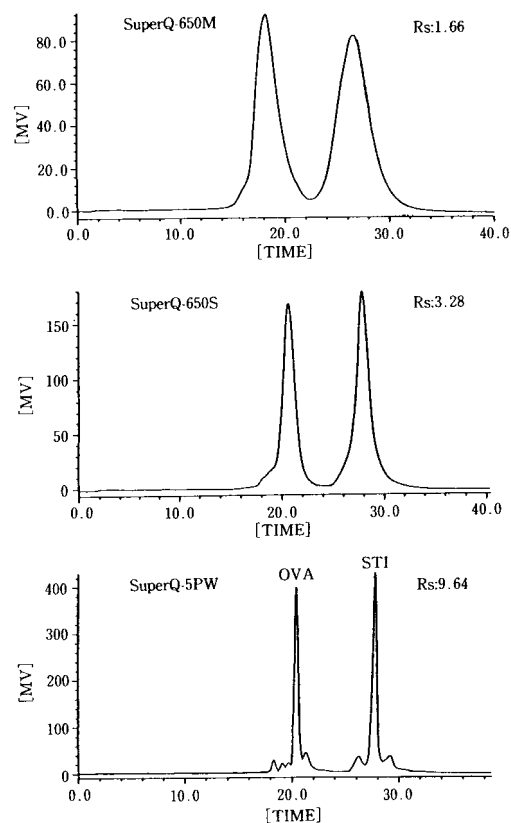 SuperQ-650M
Rs:1.66
80.0
60.0
[MV]
40.0
20.0
0.0
0.0 10.0 20.0 30.0 40.0
[TIME]
SuperQ-650S
Rs:3.28
150
100
[MV]
50
0
0.0 10.0 20.0 30.0 40.0
[TIME]
OVA STI
SuperQ-5PW
Rs:9.64
400
300
[MV]
200
100
0
0.0 10.0 20.0 30.0
[TIME]